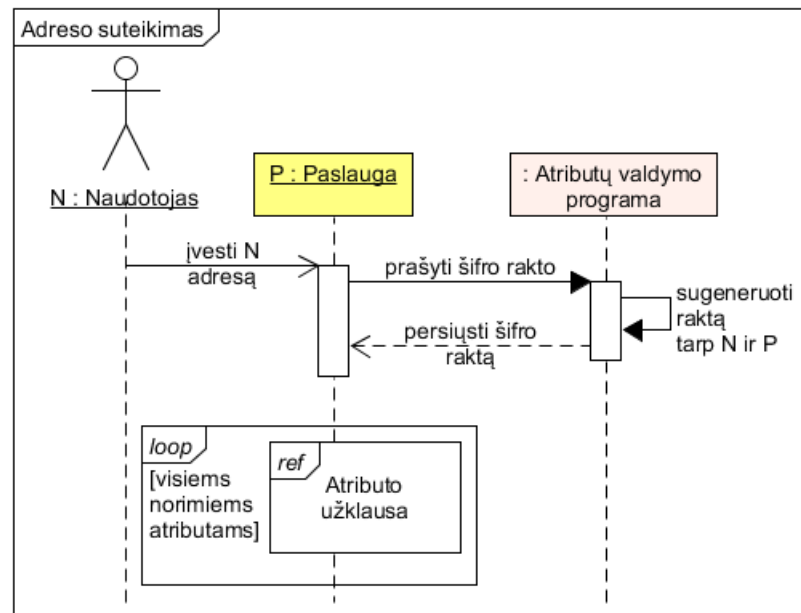 Adreso suteikimas
N : Naudotojas
P : Paslauga
: Atributų valdymo
programa
įvesti N
adresą
prašyti šifro rakto
sugeneruoti
raktą
tarp N ir P
persiųsti šifro
raktą
loop
[visiems
norimiems
atributams]
ref
Atributo
užklausa